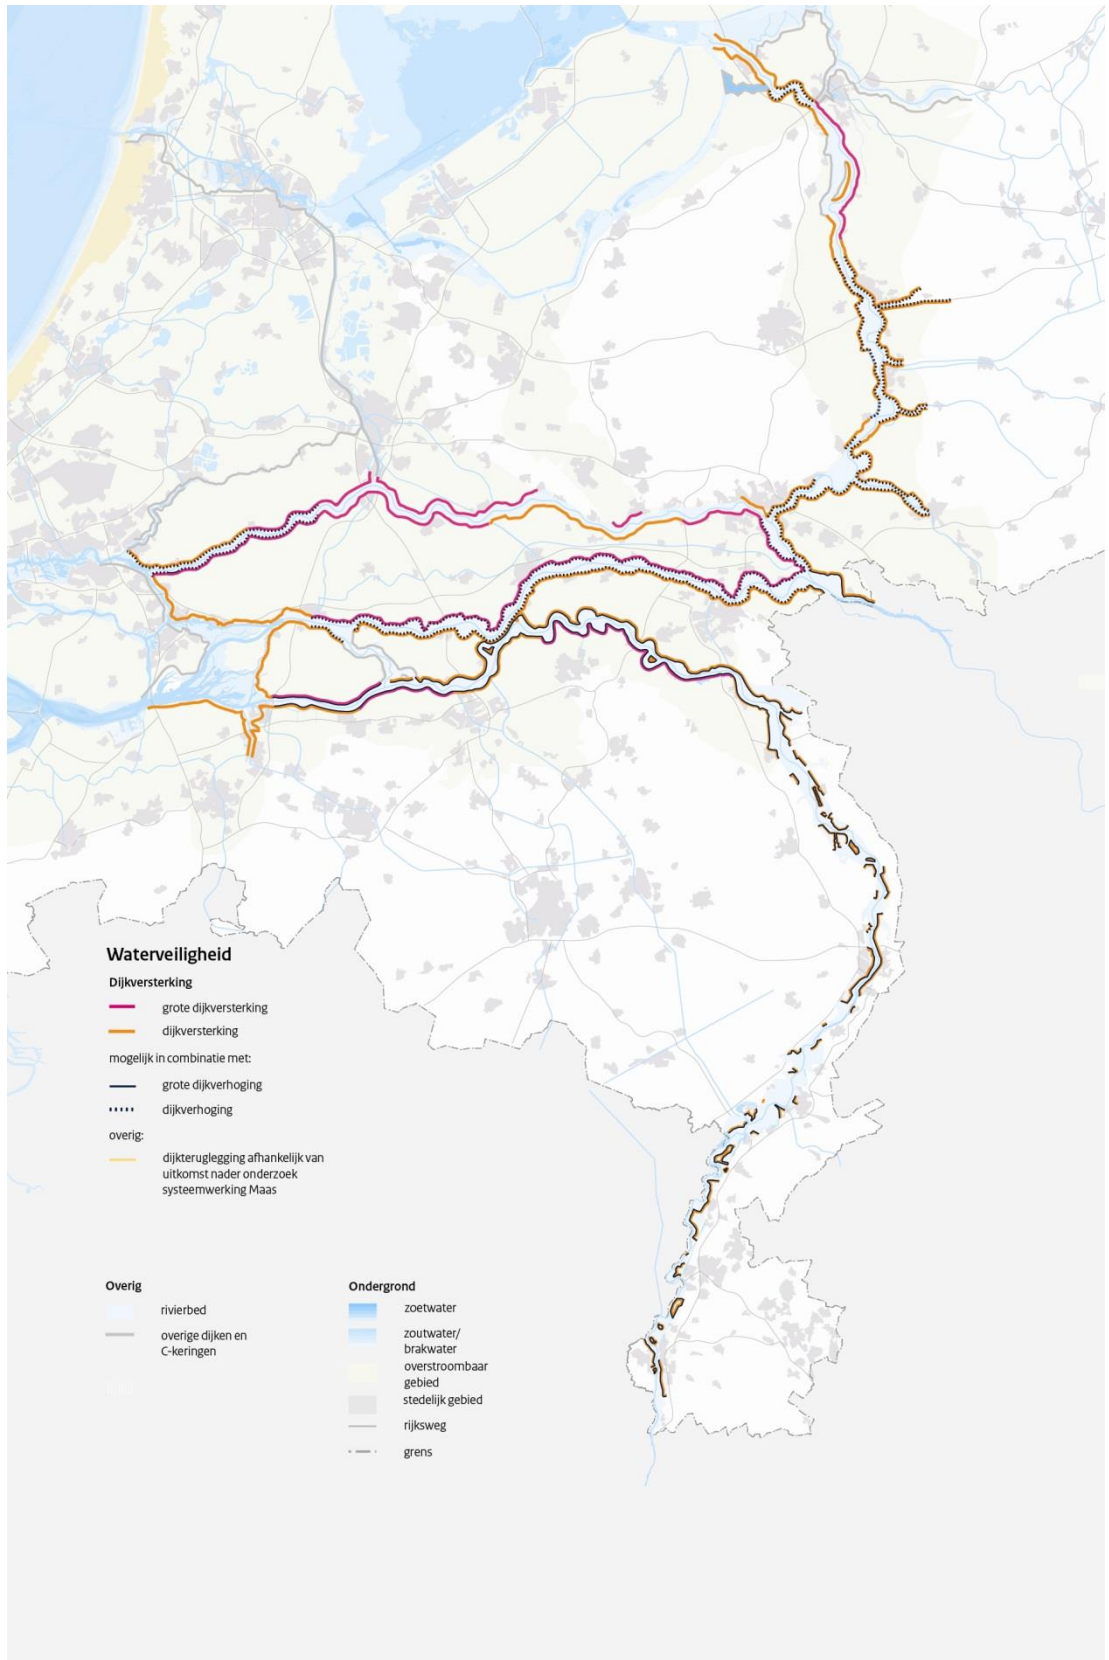 Waterveiligheid
Dijkversterking
grote dijkversterking
dijkversterking
mogelijk in combinatie met:
grote dijkverhoging
dijkverhoging
overig:
dijkteruglegging afhankelijk van
uitkomst nader onderzoek
systeemwerking Maas
Overig
rivierbed
overige dijken en
C-keringen
Ondergrond
zoetwater
zoutwater/
brakwater
overstroombaar
gebied
stedelijk gebied
rijksweg
grens